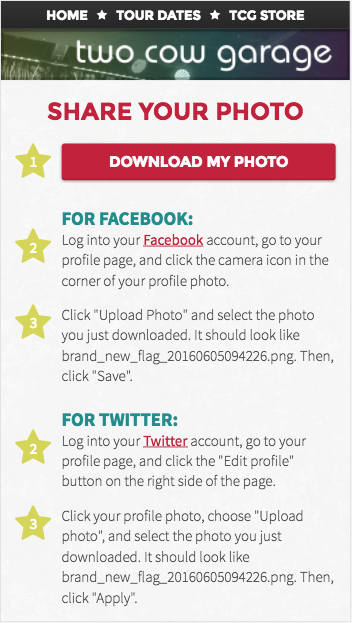 HOME ★ TOUR DATES ★ TCG STORE
two cow garage
SHARE YOUR PHOTO
1 DOWNLOAD MY PHOTO
FOR FACEBOOK:
2 Log into your Facebook account, go to your
profile page, and click the camera icon in the
corner of your profile photo.
3 Click "Upload Photo" and select the photo
you just downloaded. It should look like
brand_new_flag_20160605094226.png. Then,
click "Save".
FOR TWITTER:
2 Log into your Twitter account, go to your
profile page, and click the "Edit profile"
button on the right side of the page.
3 Click your profile photo, choose "Upload
photo", and select the photo you just
downloaded. It should look like
brand_new_flag_20160605094226.png. Then,
click "Apply".